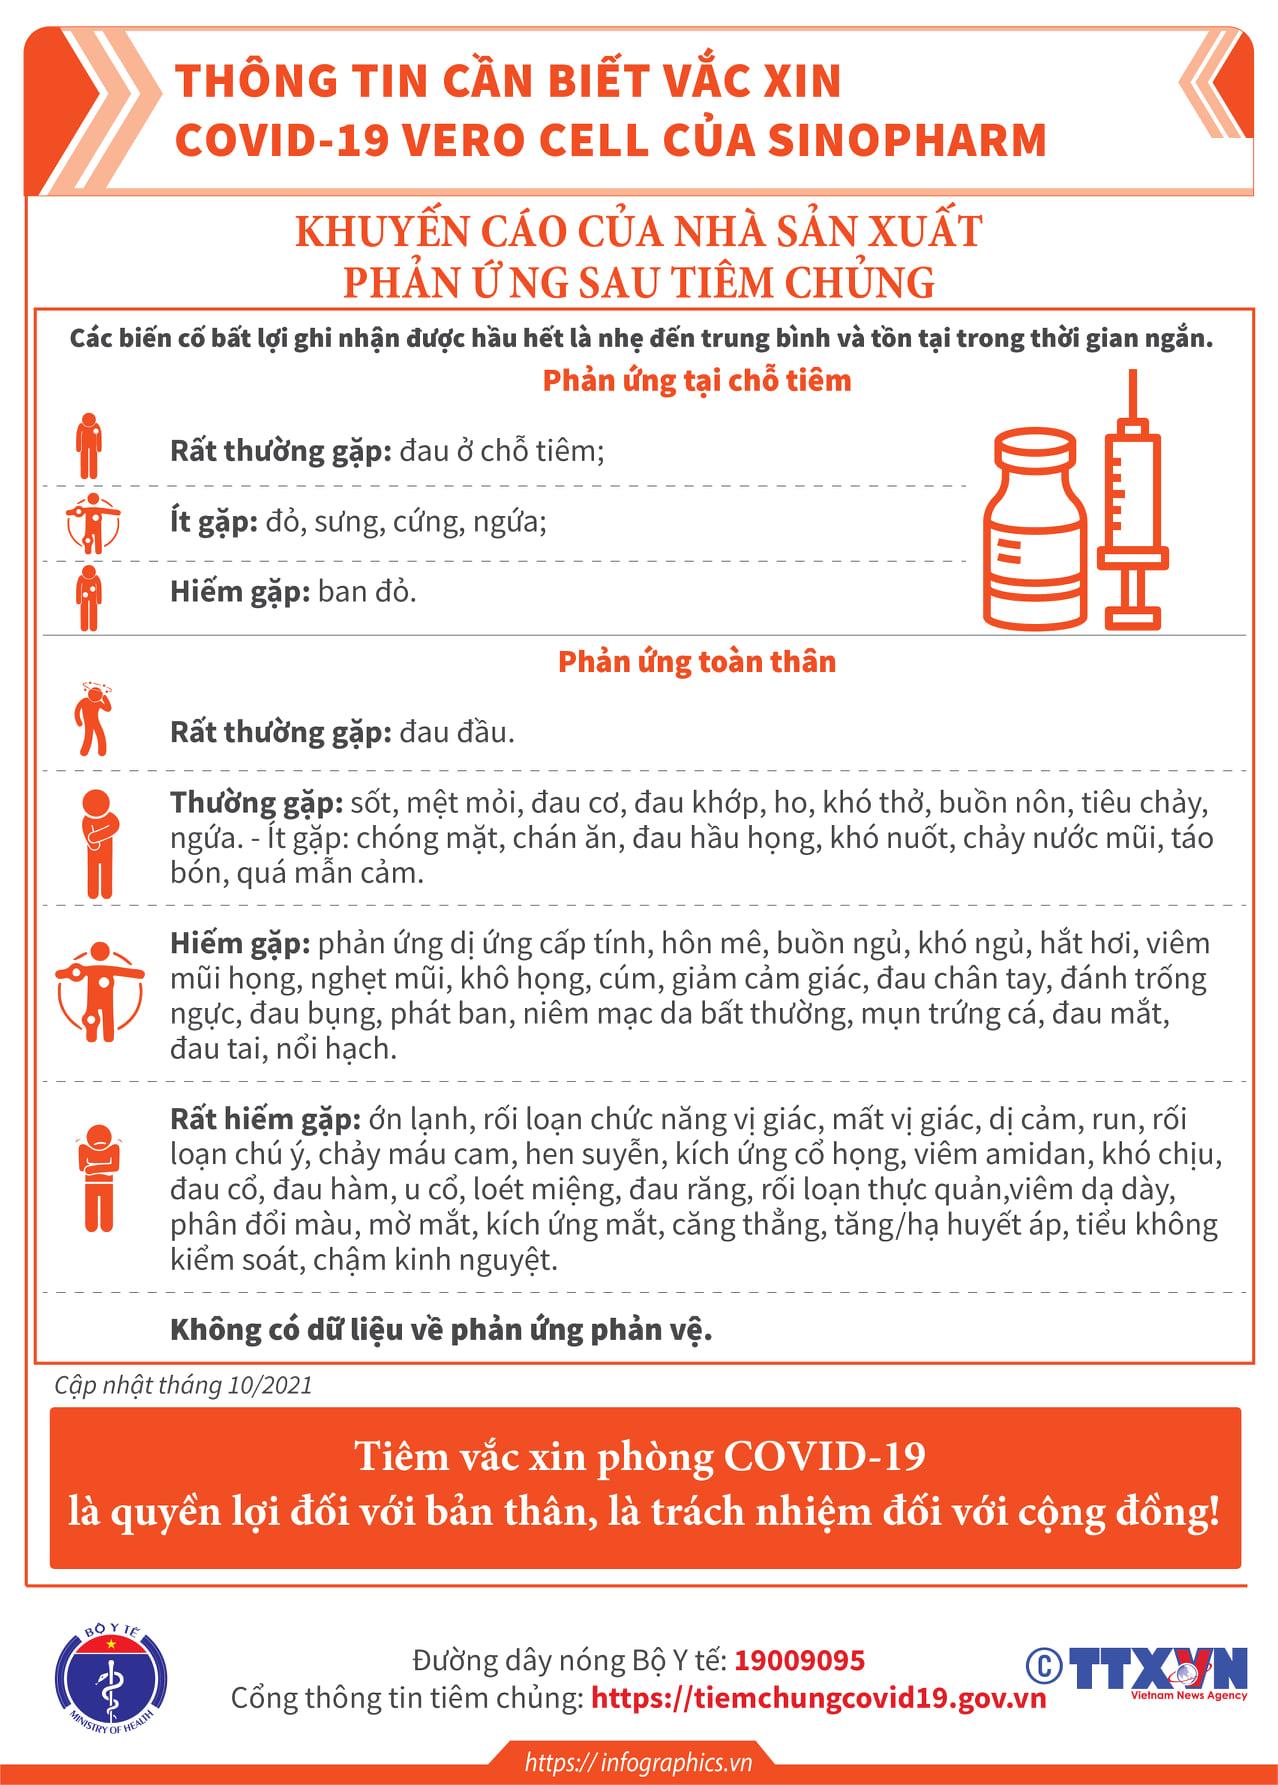 THÔNG TIN CẦN BIẾT VẮC XIN
COVID-19 VERO CELL CỦA SINOPHARM
KHUYẾN CÁO CỦA NHÀ SẢN XUẤT
PHẢN ỨNG SAU TIÊM CHỦNG
Các biến cố bất lợi ghi nhận được hầu hết là nhẹ đến trung bình và tồn tại trong thời gian ngắn.
Phản ứng tại chỗ tiêm
Rất thường gặp: đau ở chỗ tiêm;
Ít gặp: đỏ, sưng, cứng, ngứa;
Hiếm gặp: ban đỏ.
Phản ứng toàn thân
Rất thường gặp: đau đầu.
Thường gặp: sốt, mệt mỏi, đau cơ, đau khớp, ho, khó thở, buồn nôn, tiêu chảy,
ngứa. - Ít gặp: chóng mặt, chán ăn, đau hầu họng, khó nuốt, chảy nước mũi, táo
bón, quá mẫn cảm.
Hiếm gặp: phản ứng dị ứng cấp tính, hôn mê, buồn ngủ, khó ngủ, hắt hơi, viêm
mũi họng, nghẹt mũi, khô họng, cúm, giảm cảm giác, đau chân tay, đánh trống
ngực, đau bụng, phát ban, niêm mạc da bất thường, mụn trứng cá, đau mắt,
đau tai, nổi hạch.
Rất hiếm gặp: ớn lạnh, rối loạn chức năng vị giác, mất vị giác, dị cảm, run, rối
loạn chú ý, chảy máu cam, hen suyễn, kích ứng cổ họng, viêm amidan, khó chịu,
đau cổ, đau hàm, u cổ, loét miệng, đau răng, rối loạn thực quản,viêm dạ dày,
phân đổi màu, mờ mắt, kích ứng mắt, căng thẳng, tăng/hạ huyết áp, tiểu không
kiểm soát, chậm kinh nguyệt.
Không có dữ liệu về phản ứng phản vệ.
Cập nhật tháng 10/2021
Tiêm vắc xin phòng COVID-19
là quyền lợi đối với bản thân, là trách nhiệm đối với cộng đồng!
BỘ Y TẾ
MINISTRY OF HEALTH
Đường dây nóng Bộ Y tế: 19009095
Cổng thông tin tiêm chủng: https://tiemchungcovid19.gov.vn
© TTXVN
Vietnam News Agency
https:// infographics.vn